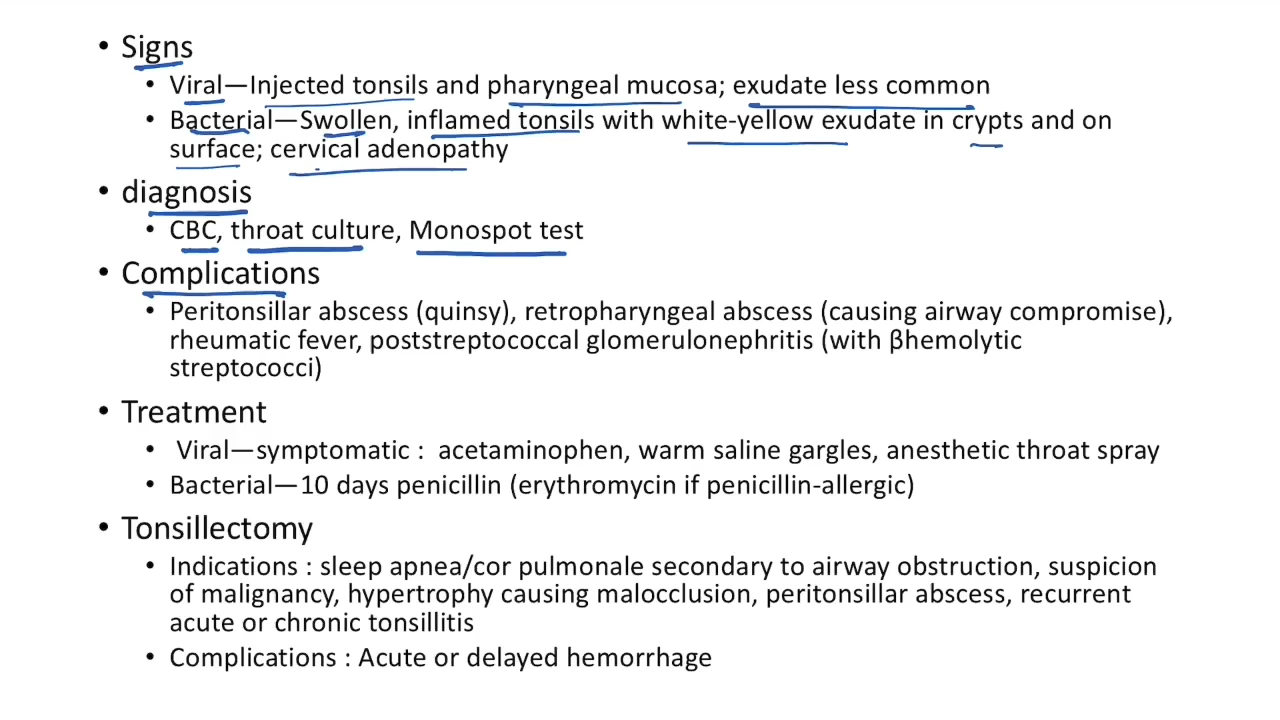 • Signs
• Viral—Injected tonsils and pharyngeal mucosa; exudate less common
• Bacterial—Swollen, inflamed tonsils with white-yellow exudate in crypts and on
surface; cervical adenopathy
• diagnosis
• CBC, throat culture, Monospot test
• Complications
• Peritonsillar abscess (quinsy), retropharyngeal abscess (causing airway compromise),
rheumatic fever, poststreptococcal glomerulonephritis (with βhemolytic
streptococci)
• Treatment
• Viral—symptomatic : acetaminophen, warm saline gargles, anesthetic throat spray
• Bacterial—10 days penicillin (erythromycin if penicillin-allergic)
• Tonsillectomy
• Indications : sleep apnea/cor pulmonale secondary to airway obstruction, suspicion
of malignancy, hypertrophy causing malocclusion, peritonsillar abscess, recurrent
acute or chronic tonsillitis
• Complications : Acute or delayed hemorrhage